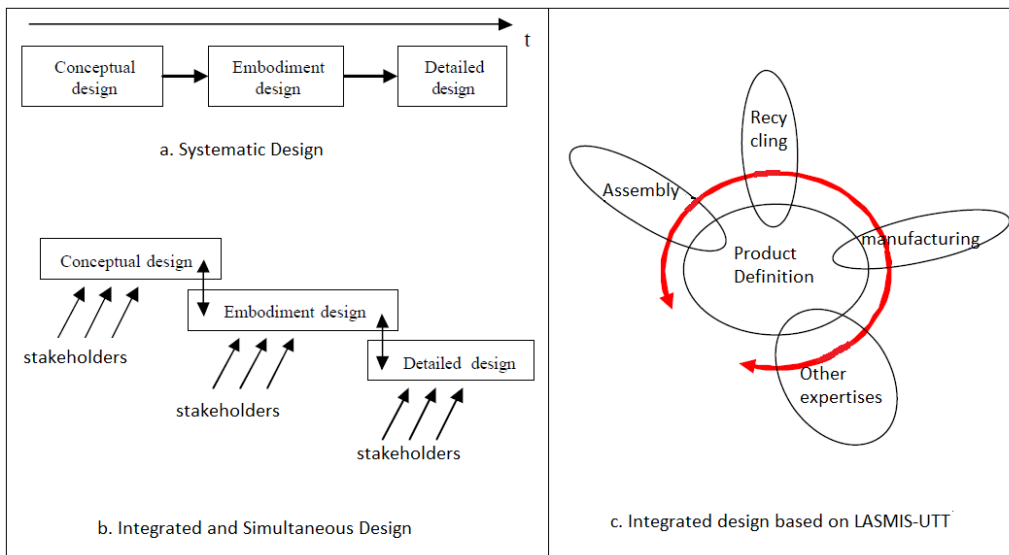 t
Conceptual
design
Embodiment
design
Detailed
design
a. Systematic Design
Conceptual design
stakeholders
Embodiment design
stakeholders
Detailed design
stakeholders
b. Integrated and Simultaneous Design
Recy
cling
Assembly
manufacturing
Product
Definition
Other
expertises
c. Integrated design based on LASMIS-UTT